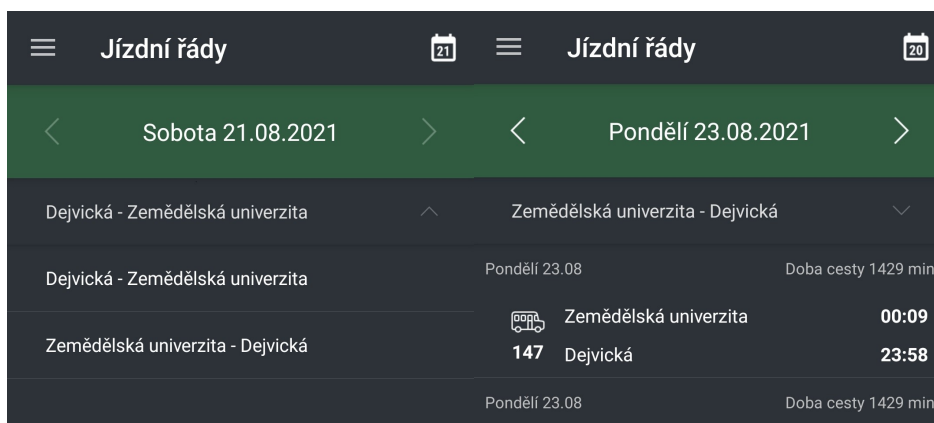 Jízdní řády
21
Sobota 21.08.2021
Dejvická - Zemědělská univerzita
Dejvická - Zemědělská univerzita
Zemědělská univerzita - Dejvická
Jízdní řády
20
Pondělí 23.08.2021
Zemědělská univerzita - Dejvická
Pondělí 23.08 Doba cesty 1429 min
Zemědělská univerzita 00:09
147 Dejvická 23:58
Pondělí 23.08 Doba cesty 1429 min